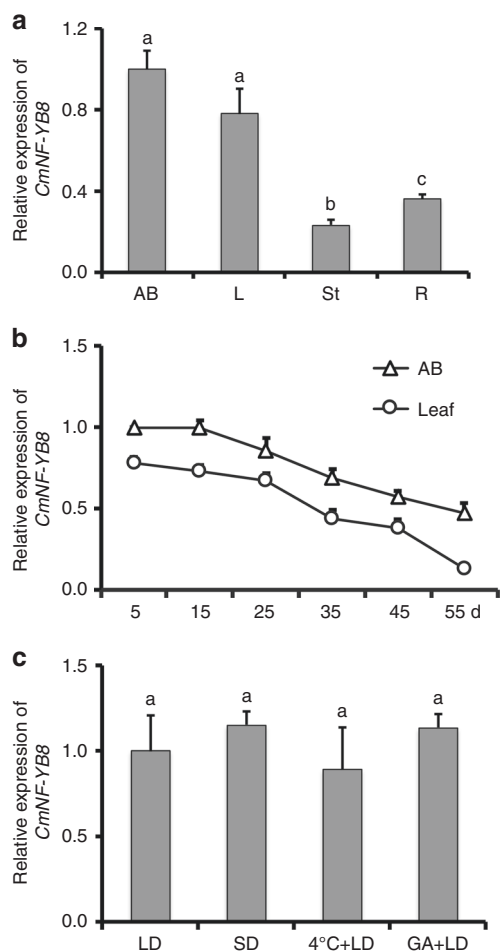 a
Relative expression of
CmNF-YB8
1.2
0.8
0.4
0.0
a
a
b
c
AB
L
St
R
b
Relative expression of
CmNF-YB8
1.5
1.0
0.5
0.0
AB
Leaf
5
15
25
35
45
55 d
c
Relative expression of
CmNF-YB8
1.5
1.0
0.5
0.0
a
a
a
a
LD
SD
4°C+LD
GA+LD